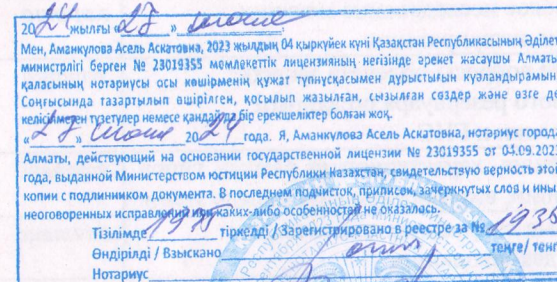 2024 жылғы «27» июня
Мен, Аманкулова Асель Аскатовна, 2023 жылдың 04 қыркүйек күні Қазақстан Республикасының Әділет
министрлігі берген № 23019355 мемлекеттік лицензияның негізінде әрекет жасаушы Алматы
қаласының нотариусы осы көшірменің құжат түпнұсқасымен дұрыстығын куәландырамын.
Соңғысында тазартылып өшірілген, қосылып жазылған, сызылған сөздер және өзге де
келісілмеген түзетулер немесе қандай да бір ерекшеліктер болған жоқ.
«27» июня 2024 года. Я, Аманкулова Асель Аскатовна, нотариус города
Алматы, действующий на основании государственной лицензии № 23019355 от 04.09.2023
года, выданной Министерством юстиции Республики Казахстан, свидетельствую верность этой
копии с подлинником документа. В последнем подчисток, приписок, зачеркнутых слов и иных
неоговоренных исправлений или каких-либо особенностей не оказалось.
Тізілімде тіркелді / Зарегистрировано в реестре за № 1935
Өндірілді / Взыскано теңге/ тенге
Нотариус